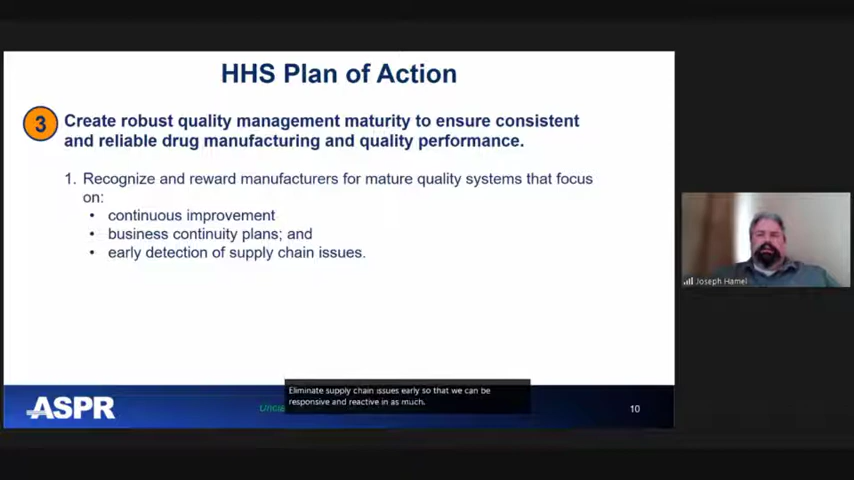 HHS Plan of Action
3
Create robust quality management maturity to ensure consistent
and reliable drug manufacturing and quality performance.
1. Recognize and reward manufacturers for mature quality systems that focus
on:
• continuous improvement
• business continuity plans; and
• early detection of supply chain issues.
Joseph Hamel
Eliminate supply chain issues early so that we can be
responsive and reactive in as much.
ASPR
10